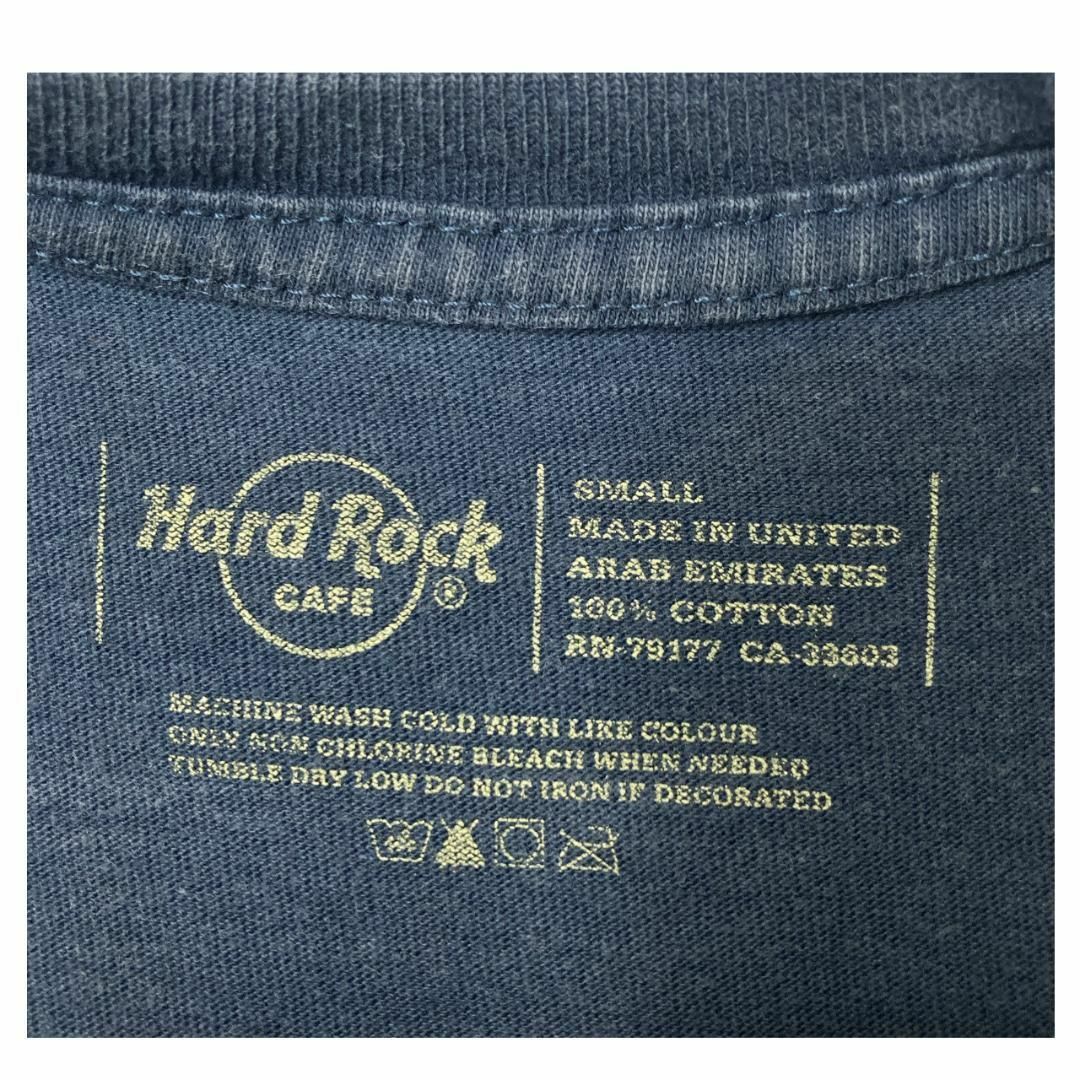 Hard Rock
CAFE ®
SMALL
MADE IN UNITED
ARAB EMIRATES
100% COTTON
RN-79177 CA-33603
MACHINE WASH COLD WITH LIKE COLOUR
ONLY NON CHLORINE BLEACH WHEN NEEDED
TUMBLE DRY LOW DO NOT IRON IF DECORATED